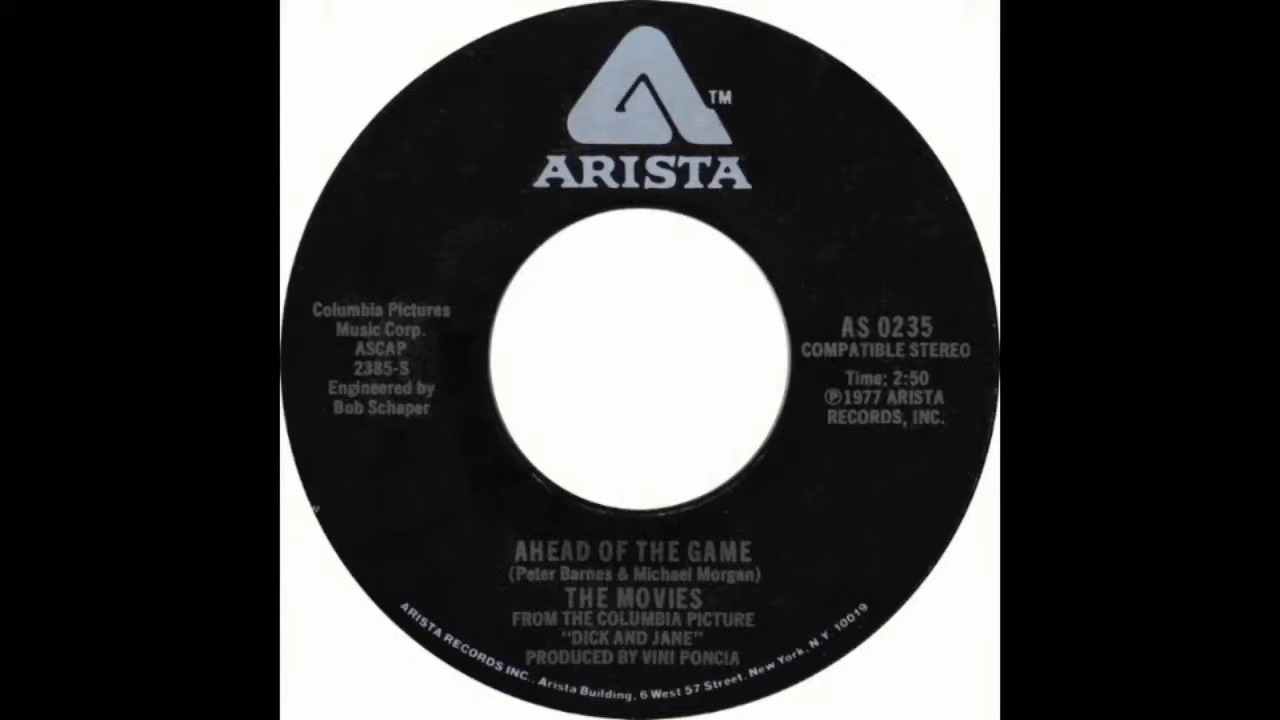 TM
ARISTA
Columbia Pictures
Music Corp.
ASCAP
2385-S
Engineered by
Bob Schaper
AS 0235
COMPATIBLE STEREO
Time: 2:50
Ⓟ1977 ARISTA
RECORDS, INC.
AHEAD OF THE GAME
(Peter Barnes & Michael Morgan)
THE MOVIES
FROM THE COLUMBIA PICTURE
"DICK AND JANE"
PRODUCED BY VINI PONCIA
ARISTA RECORDS INC., Arista Building, 6 West 57 Street, New York, N.Y. 10019